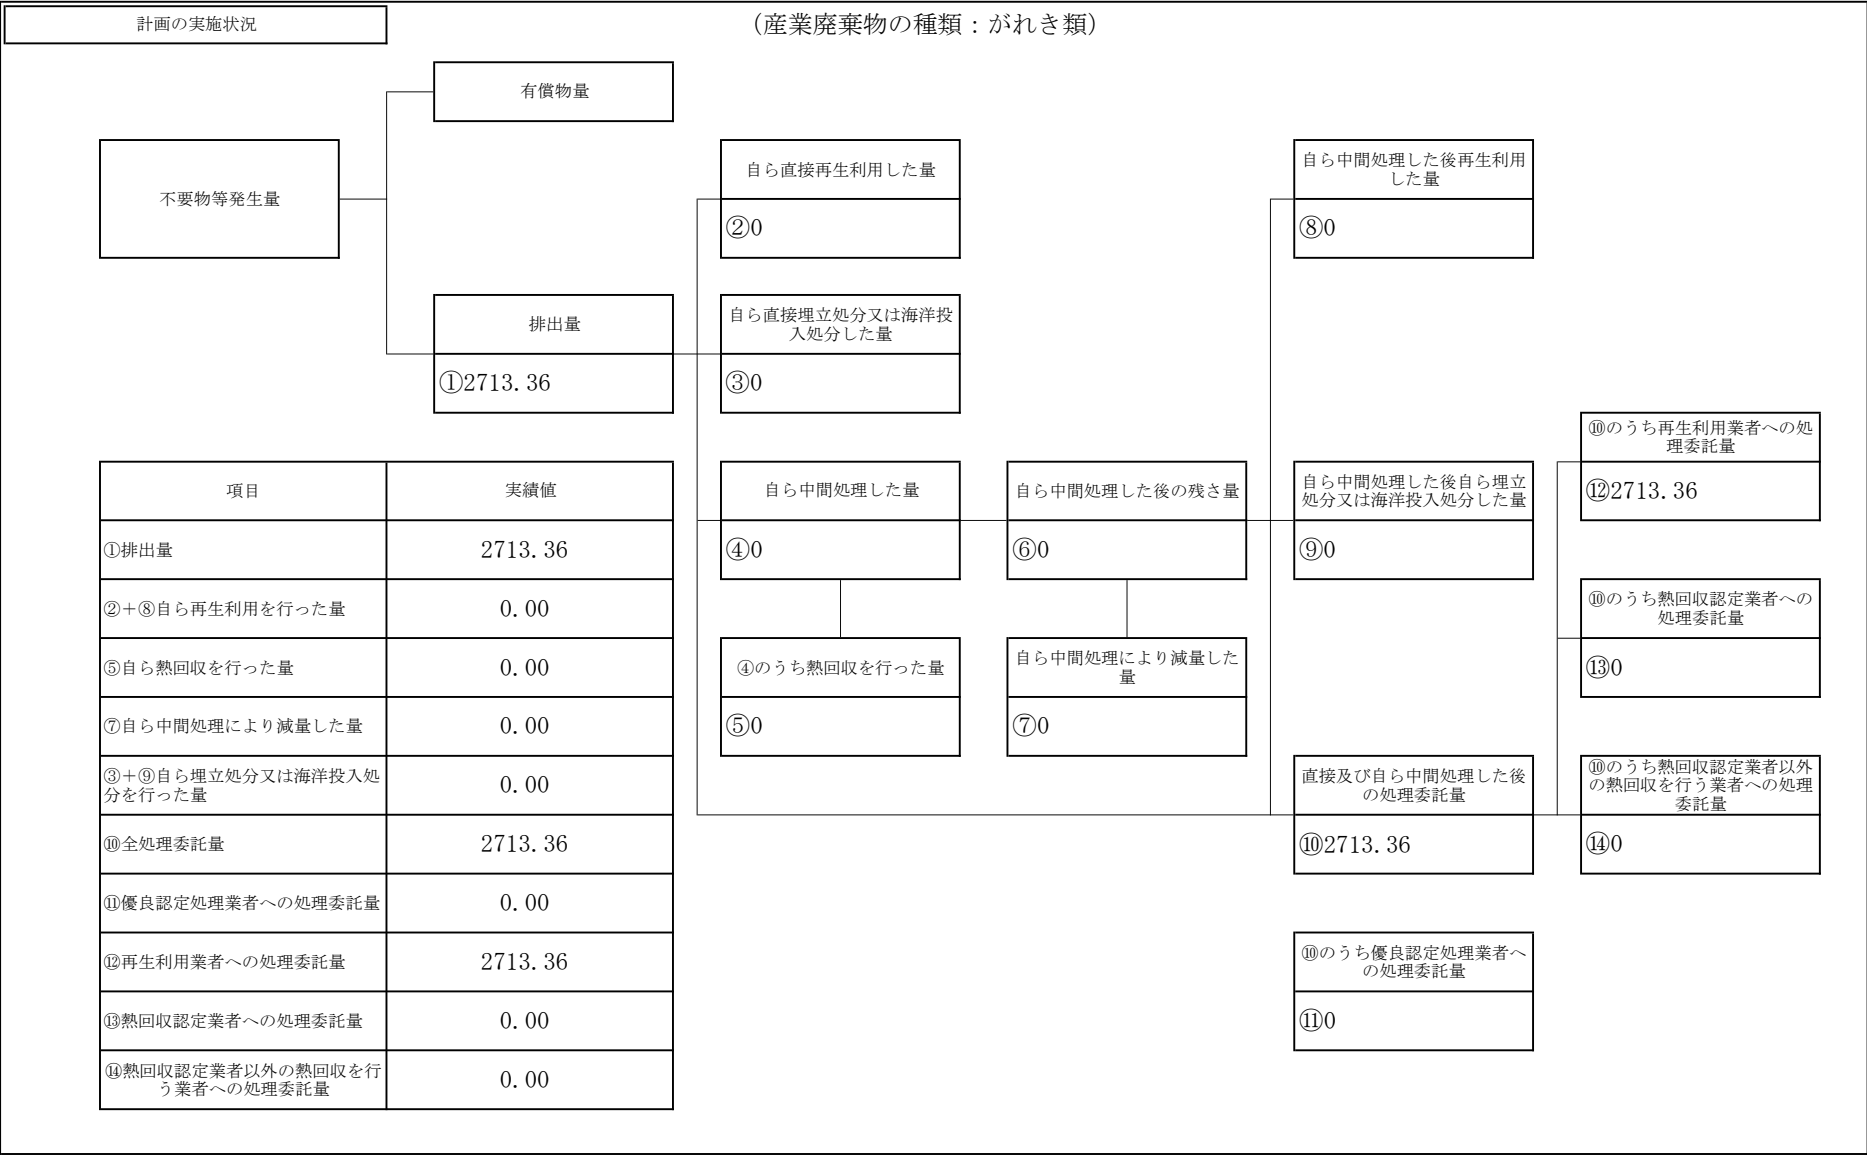 計画の実施状況
（産業廃棄物の種類：がれき類）
有償物量
不要物等発生量
自ら直接再生利用した量
②0
自ら中間処理した後再生利用
した量
⑧0
排出量
①2713.36
自ら直接埋立処分又は海洋投
入処分した量
③0
⑩のうち再生利用業者への処
理委託量
⑫2713.36
自ら中間処理した量
④0
自ら中間処理した後の残さ量
⑥0
自ら中間処理した後自ら埋立
処分又は海洋投入処分した量
⑨0
⑩のうち熱回収認定業者への
処理委託量
⑬0
④のうち熱回収を行った量
⑤0
自ら中間処理により減量した
量
⑦0
直接及び自ら中間処理した後
の処理委託量
⑩2713.36
⑩のうち熱回収認定業者以外
の熱回収を行う業者への処理
委託量
⑭0
⑩のうち優良認定処理業者へ
の処理委託量
⑪0
項目 実績値
①排出量 2713.36
②＋⑧自ら再生利用を行った量 0.00
⑤自ら熱回収を行った量 0.00
⑦自ら中間処理により減量した量 0.00
③＋⑨自ら埋立処分又は海洋投入処
分を行った量 0.00
⑩全処理委託量 2713.36
⑪優良認定処理業者への処理委託量 0.00
⑫再生利用業者への処理委託量 2713.36
⑬熱回収認定業者への処理委託量 0.00
⑭熱回収認定業者以外の熱回収を行
う業者への処理委託量 0.00